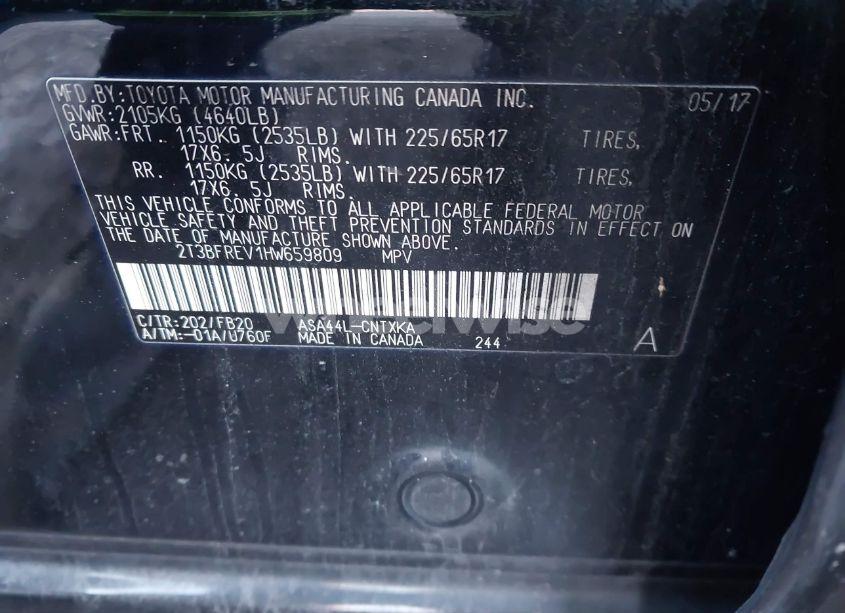 MFD.BY:TOYOTA MOTOR MANUFACTURING CANADA INC. 05/17
GVWR:2105KG (4640LB)
GAWR:FRT. 1150KG (2535LB) WITH 225/65R17 TIRES,
17X6.5J RIMS.
RR. 1150KG (2535LB) WITH 225/65R17 TIRES,
17X6.5J RIMS.
THIS VEHICLE CONFORMS TO ALL APPLICABLE FEDERAL MOTOR
VEHICLE SAFETY AND THEFT PREVENTION STANDARDS IN EFFECT ON
THE DATE OF MANUFACTURE SHOWN ABOVE.
2T3BFREV1HW659809 MPV
C/TR:202/FB20 ASA44L-CNTXKA
A/TM:-01A/U760F MADE IN CANADA 244 A